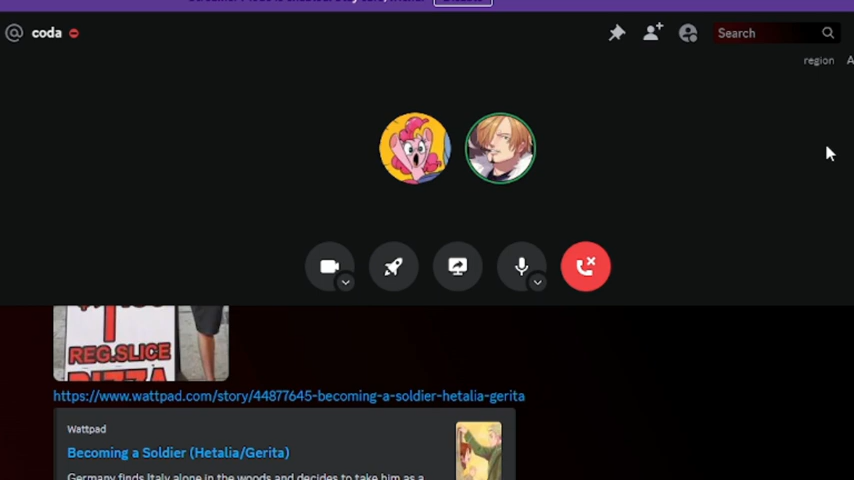 @ coda
Search
region
REG.SLICE
PIZZA
https://www.wattpad.com/story/44877645-becoming-a-soldier-hetalia-gerita
Wattpad
Becoming a Soldier (Hetalia/Gerita)
Germany finds Italy alone in the woods and decides to take him as a